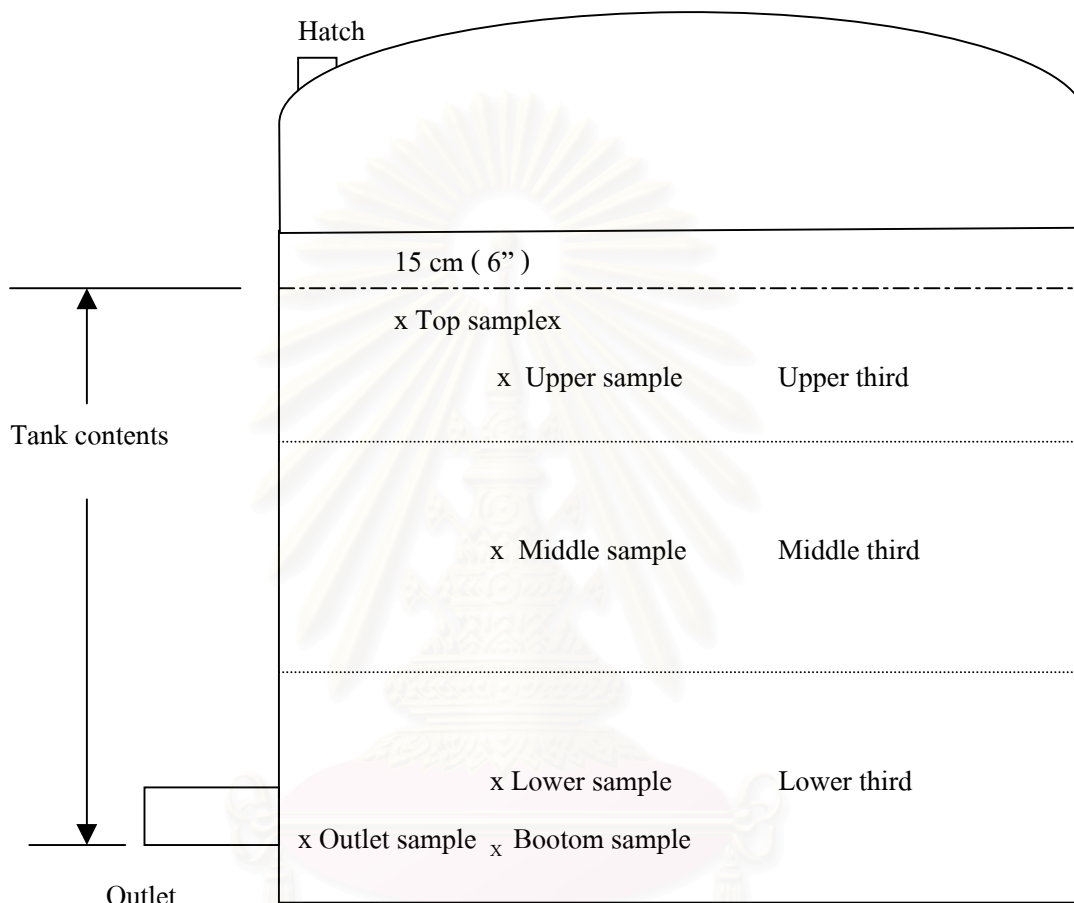 Hatch
15 cm ( 6” )
x Top samplex
x Upper sample Upper third
Tank contents
x Middle sample Middle third
x Lower sample Lower third
x Outlet sample x Bootom sample
Outlet